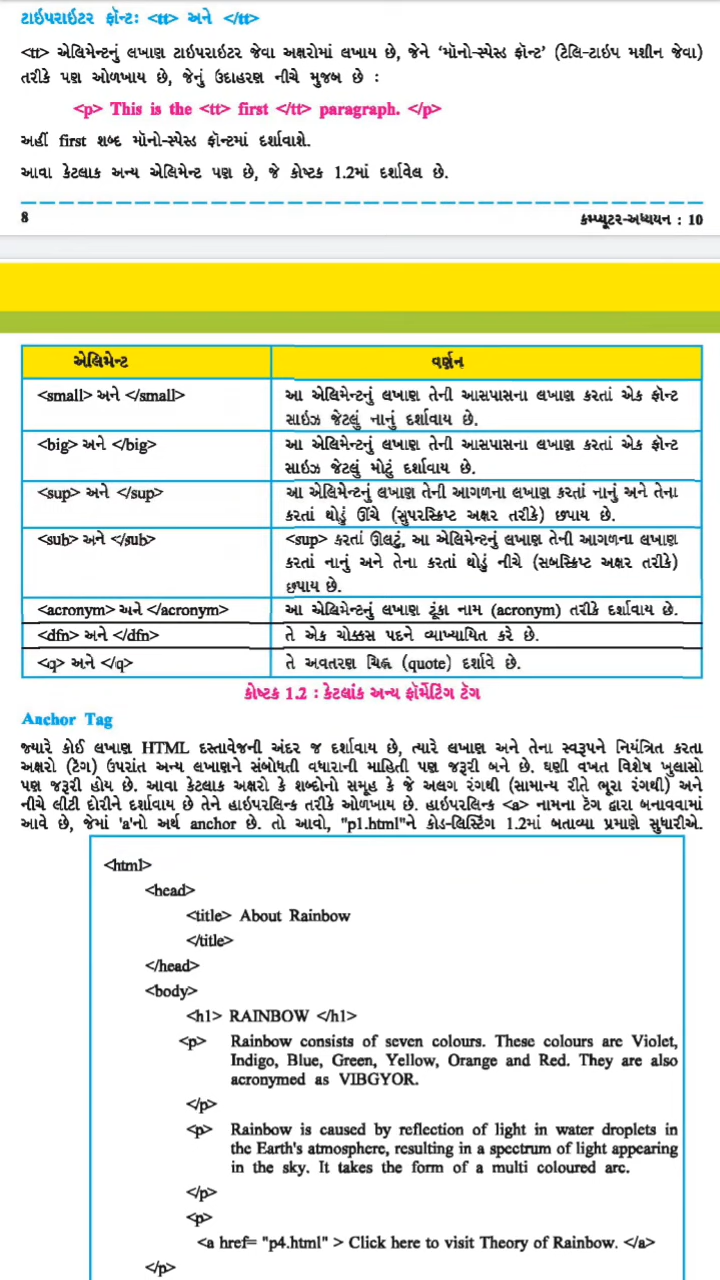 ટાઇપરાઇટર ફૉન્ટ: <tt> અને </tt>
<tt> એલિમેન્ટનું લખાણ ટાઇપરાઇટર જેવા અક્ષરોમાં લખાય છે, જેને ‘મૉનો-સ્પેસ્ડ ફૉન્ટ’ (ટેલિ-ટાઇપ મશીન જેવા)
તરીકે પણ ઓળખાય છે, જેનું ઉદાહરણ નીચે મુજબ છે :
<p> This is the <tt> first </tt> paragraph. </p>
અહીં first શબ્દ મૉનો-સ્પેસ્ડ ફૉન્ટમાં દર્શાવાશે.
આવા કેટલાક અન્ય એલિમેન્ટ પણ છે, જે કોષ્ટક 1.2માં દર્શાવેલ છે.
8 કમ્પ્યૂટર-અધ્યયન : 10
એલિમેન્ટ વર્ણન
<small> અને </small> આ એલિમેન્ટનું લખાણ તેની આસપાસના લખાણ કરતાં એક ફૉન્ટ
સાઇઝ જેટલું નાનું દર્શાવાય છે.
<big> અને </big> આ એલિમેન્ટનું લખાણ તેની આસપાસના લખાણ કરતાં એક ફૉન્ટ
સાઇઝ જેટલું મોટું દર્શાવાય છે.
<sup> અને </sup> આ એલિમેન્ટનું લખાણ તેની આગળના લખાણ કરતાં નાનું અને તેના
કરતાં થોડું ઊંચે (સુપરસ્ક્રિપ્ટ અક્ષર તરીકે) છપાય છે.
<sub> અને </sub> <sup> કરતાં ઊલટું, આ એલિમેન્ટનું લખાણ તેની આગળના લખાણ
કરતાં નાનું અને તેના કરતાં થોડું નીચે (સબસ્ક્રિપ્ટ અક્ષર તરીકે)
છપાય છે.
<acronym> અને </acronym> આ એલિમેન્ટનું લખાણ ટૂંકા નામ (acronym) તરીકે દર્શાવાય છે.
<dfn> અને </dfn> તે એક ચોક્કસ પદને વ્યાખ્યાયિત કરે છે.
<q> અને </q> તે અવતરણ ચિહ્ન (quote) દર્શાવે છે.
કોષ્ટક 1.2 : કેટલાંક અન્ય ફૉર્મેટિંગ ટૅગ
Anchor Tag
જ્યારે કોઈ લખાણ HTML દસ્તાવેજની અંદર જ દર્શાવાય છે, ત્યારે લખાણ અને તેના સ્વરૂપને નિયંત્રિત કરતા
અક્ષરો (ટૅગ) ઉપરાંત અન્ય લખાણને સંબોધતી વધારાની માહિતી પણ જરૂરી બને છે. ઘણી વખત વિશેષ ખુલાસો
પણ જરૂરી હોય છે. આવા કેટલાક અક્ષરો કે શબ્દોનો સમૂહ કે જે અલગ રંગથી (સામાન્ય રીતે ભૂરા રંગથી) અને
નીચે લીટી દોરીને દર્શાવાય છે તેને હાઇપરલિન્ક તરીકે ઓળખાય છે. હાઇપરલિન્ક <a> નામના ટૅગ દ્વારા બનાવવામાં
આવે છે, જેમાં 'a'નો અર્થ anchor છે. તો આવો, "p1.html"ને કોડ-લિસ્ટિંગ 1.2માં બતાવ્યા પ્રમાણે સુધારીએ.
<html>
<head>
<title> About Rainbow
</title>
</head>
<body>
<h1> RAINBOW </h1>
<p> Rainbow consists of seven colours. These colours are Violet,
Indigo, Blue, Green, Yellow, Orange and Red. They are also
acronymed as VIBGYOR.
</p>
<p> Rainbow is caused by reflection of light in water droplets in
the Earth's atmosphere, resulting in a spectrum of light appearing
in the sky. It takes the form of a multi coloured arc.
</p>
<p>
<a href= "p4.html" > Click here to visit Theory of Rainbow. </a>
</p>